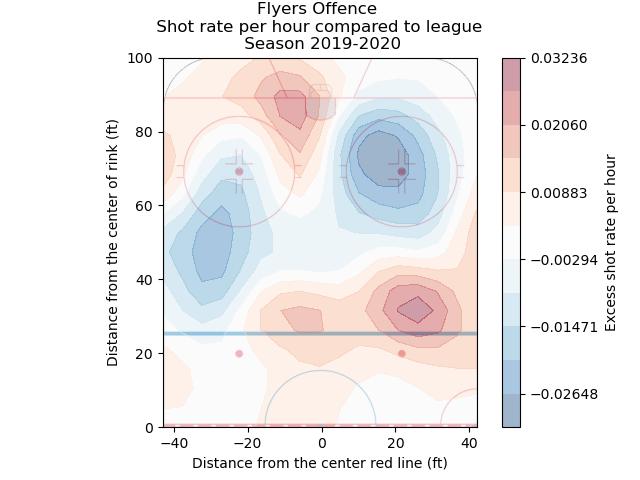 Flyers Offence
Shot rate per hour compared to league
Season 2019-2020
100
80
60
40
20
0
Distance from the center of rink (ft)
−40
−20
0
20
40
Distance from the center red line (ft)
0.03236
0.02060
0.00883
−0.00294
−0.01471
−0.02648
Excess shot rate per hour